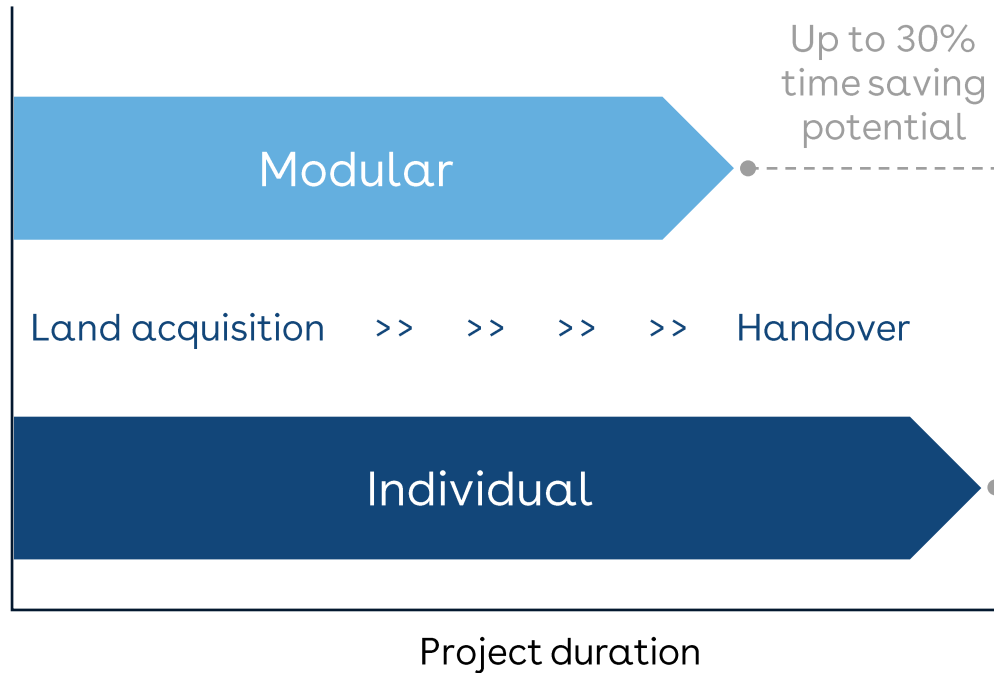 Up to 30%
time saving
potential
Modular
Land acquisition >> >> >> >> Handover
Individual
Project duration